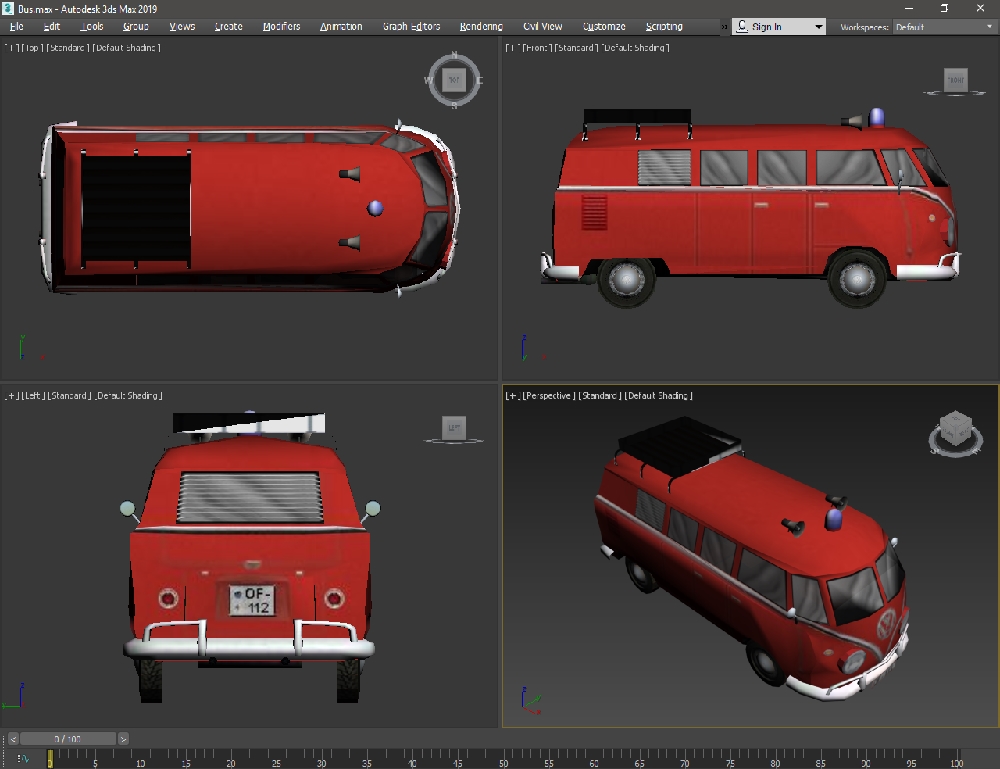 Bus.max - Autodesk 3ds Max 2019
File Edit Tools Group Views Create Modifiers Animation Graph Editors Rendering Civil View Customize Scripting » Sign In Workspaces: Default
[+] [Top] [Standard] [Default Shading]
[+] [Front] [Standard] [Default Shading]
N
W TOP E
S
FRONT
[+] [Left] [Standard] [Default Shading]
[+] [Perspective] [Standard] [Default Shading]
LEFT
OF-
112
< 0 / 100 >
0 5 10 15 20 25 30 35 40 45 50 55 60 65 70 75 80 85 90 95 100